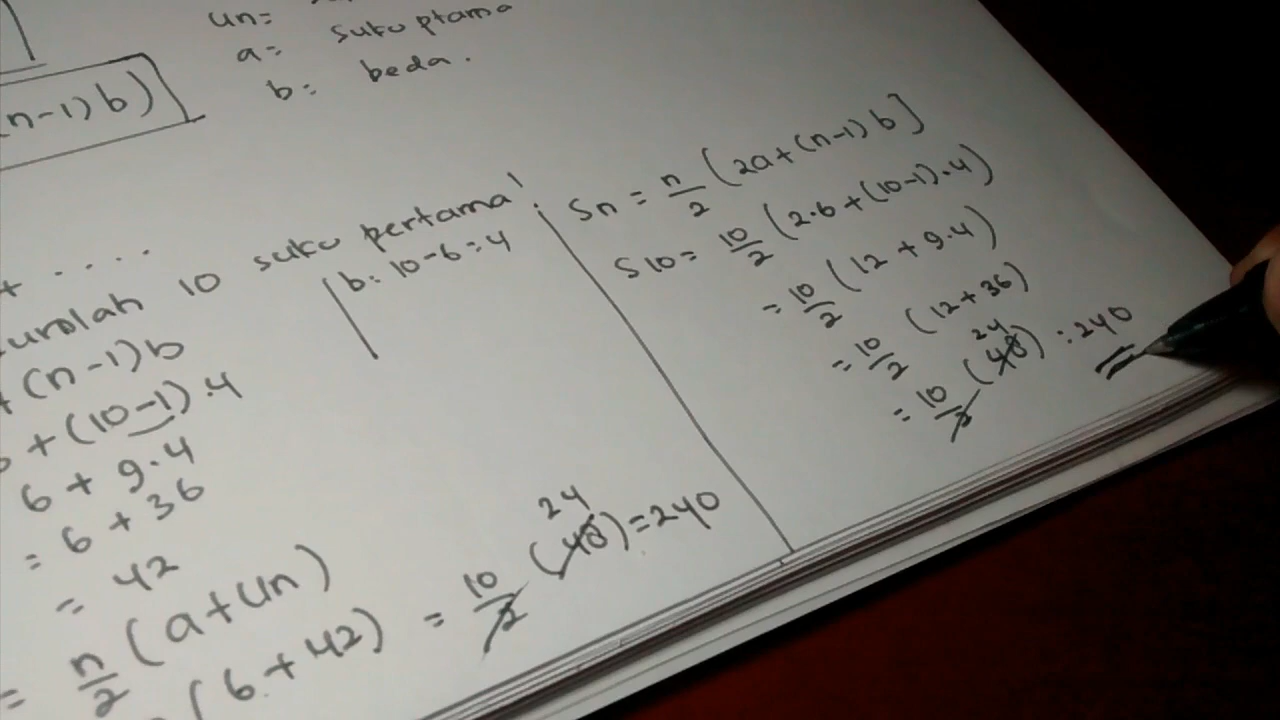 un=
a= suku ptama
b= beda.
(n-1) b)
+ ....
10 suku pertama!
b: 10-6=4
+ (n-1)b
+ (10-1).4
6 + 9.4
= 6 + 36
= 42
= n/2 (a+un)
(6+42) = 10/2 (48) 24 =240
Sn = n/2 (2a+(n-1) b]
S10= 10/2 (2.6+(10-1).4)
= 10/2 (12 + 9.4)
= 10/2 (12+36)
= 10/2 (48) 24 :240